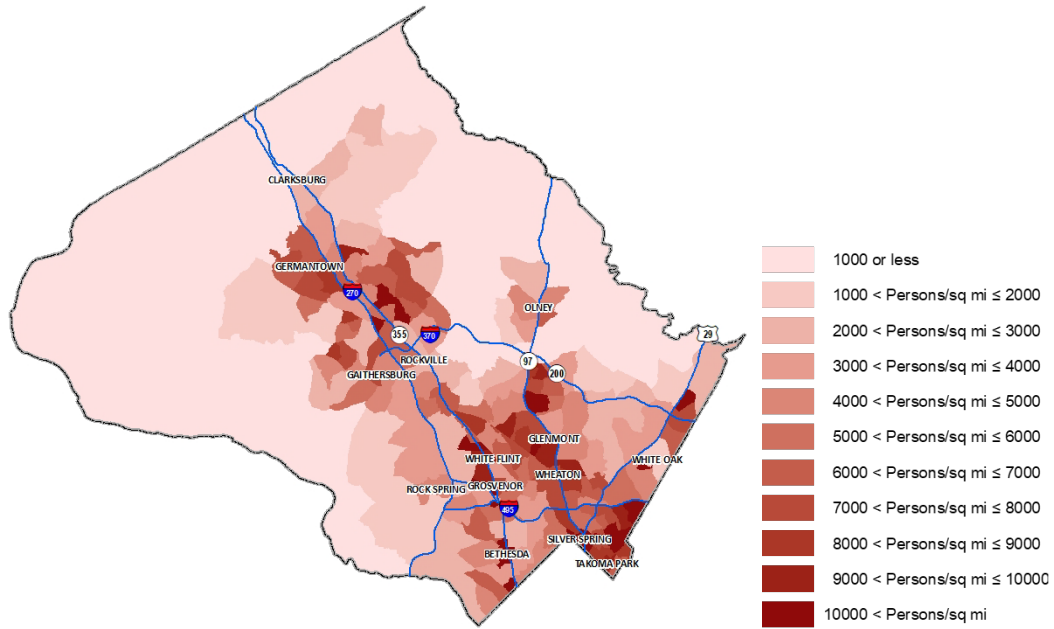 CLARKSBURG
GERMANTOWN
270
OLNEY
29
355
370
ROCKVILLE
97
200
GAITHERSBURG
GLENMONT
WHITE FLINT
WHITE OAK
WHEATON
ROCK SPRING
GROSVENOR
495
SILVER SPRING
BETHESDA
TAKOMA PARK
1000 or less
1000 < Persons/sq mi ≤ 2000
2000 < Persons/sq mi ≤ 3000
3000 < Persons/sq mi ≤ 4000
4000 < Persons/sq mi ≤ 5000
5000 < Persons/sq mi ≤ 6000
6000 < Persons/sq mi ≤ 7000
7000 < Persons/sq mi ≤ 8000
8000 < Persons/sq mi ≤ 9000
9000 < Persons/sq mi ≤ 10000
10000 < Persons/sq mi